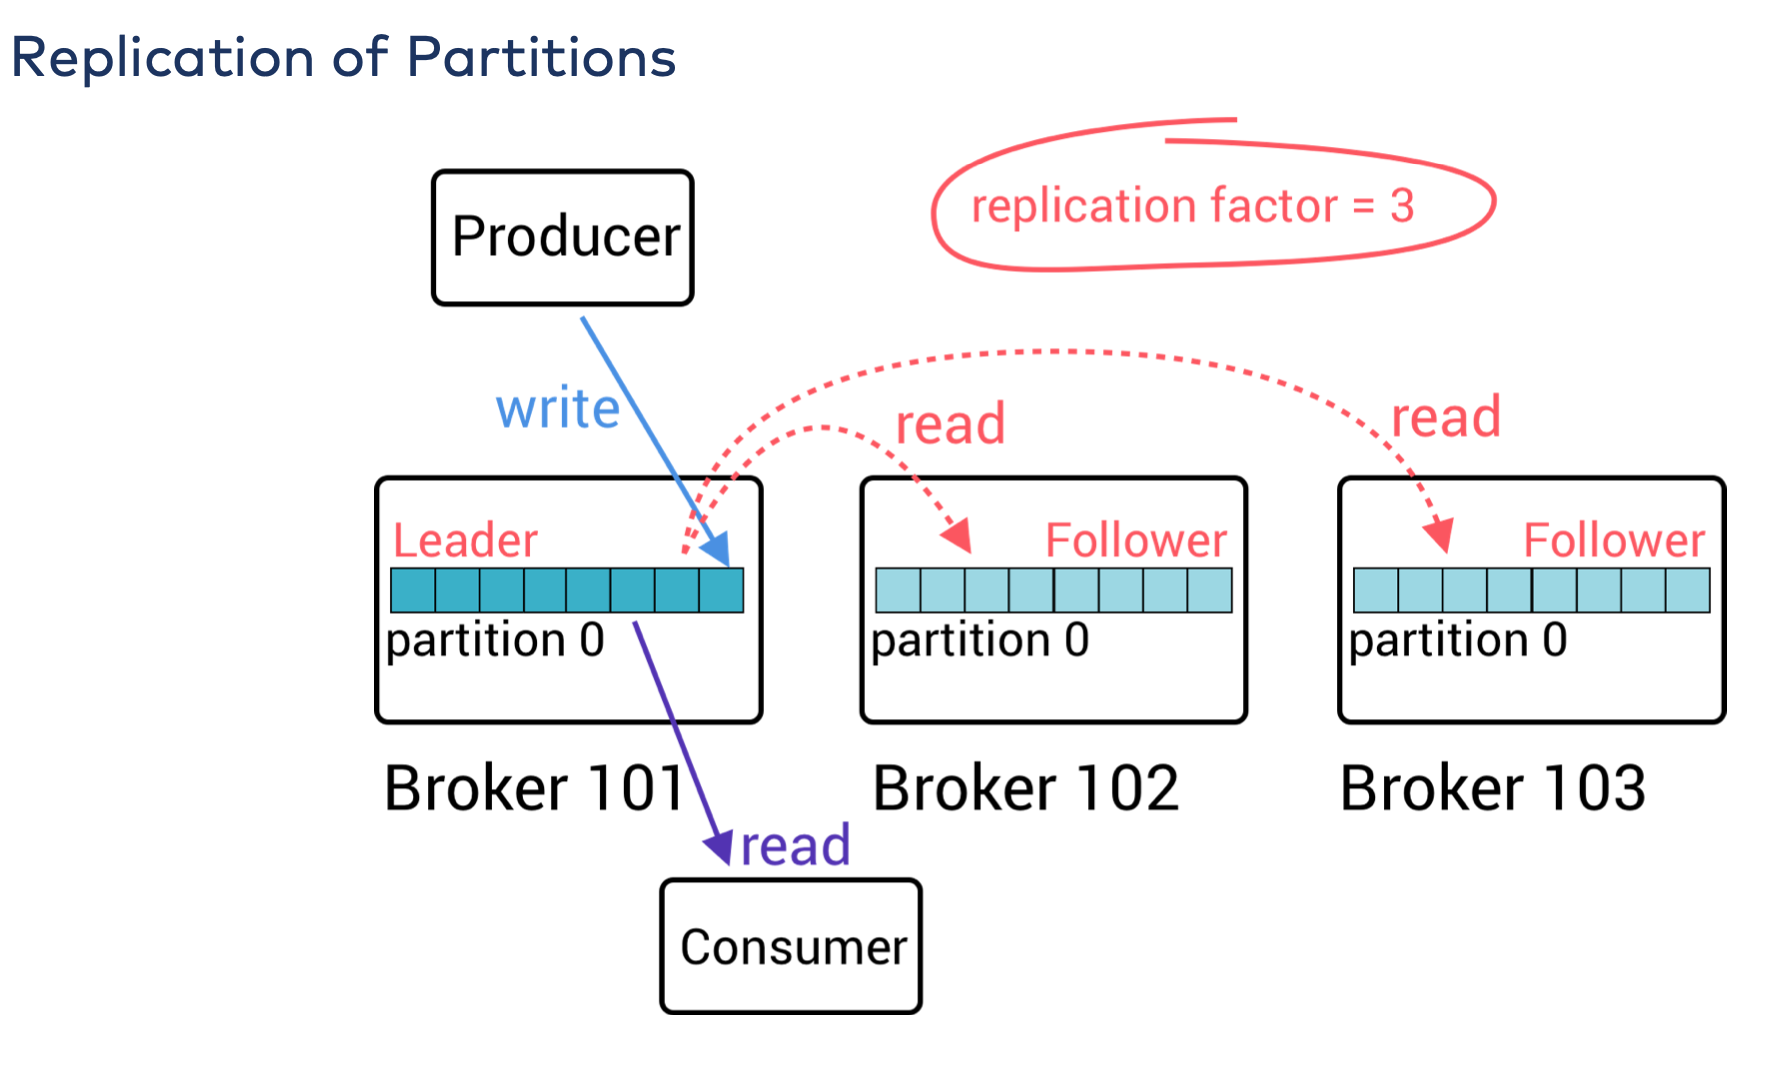 Replication of Partitions
replication factor = 3
Producer
write
read
read
Leader
Follower
Follower
partition 0
partition 0
partition 0
Broker 101
Broker 102
Broker 103
read
Consumer